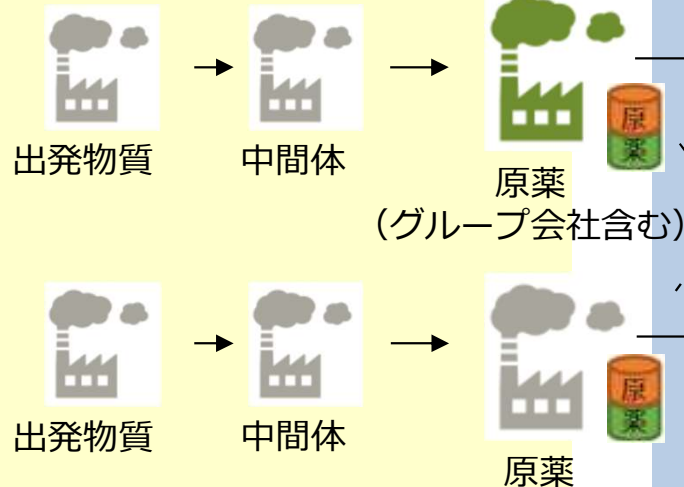 出発物質
中間体
原薬
原薬
（グループ会社含む）
出発物質
中間体
原薬
原薬